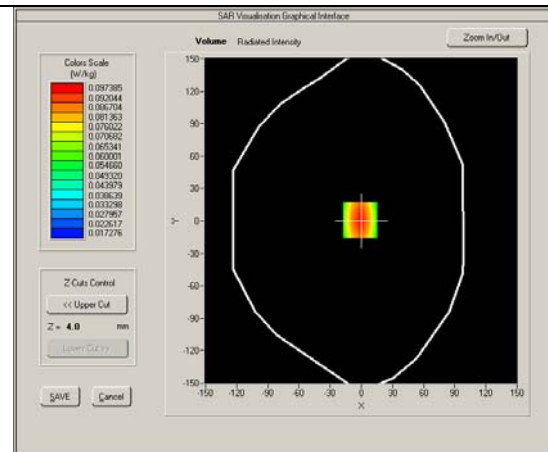 SAR Visualisation Graphical Interface
Volume Radiated Intensity
Zoom In/Out
Colors Scale
(W/kg)
0.097385
0.092044
0.086704
0.081363
0.076022
0.070682
0.065341
0.060001
0.054660
0.049320
0.043979
0.038639
0.033298
0.027957
0.022617
0.017276
Z-Cuts Control
<< Upper Cut
Z = 4.0 mm
Lower Cut >>
SAVE Cancel
150
120
90
60
30
0
-30
-60
-90
-120
-150
Y
-150 -120 -90 -60 -30 0 30 60 90 120 150
X